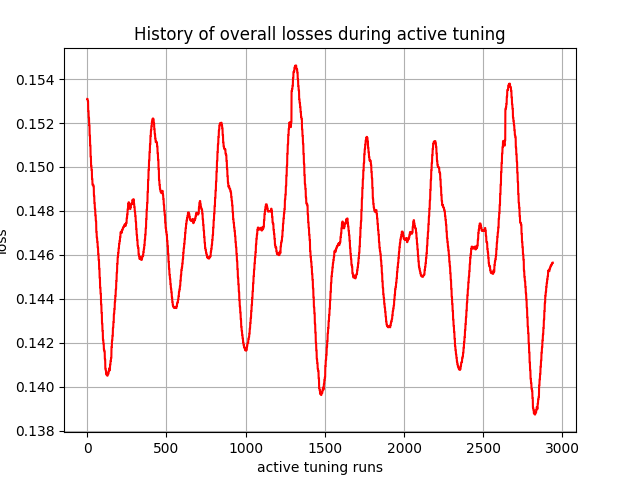 History of overall losses during active tuning
0.154
0.152
0.150
0.148
0.146
0.144
0.142
0.140
0.138
loss
0 500 1000 1500 2000 2500 3000
active tuning runs